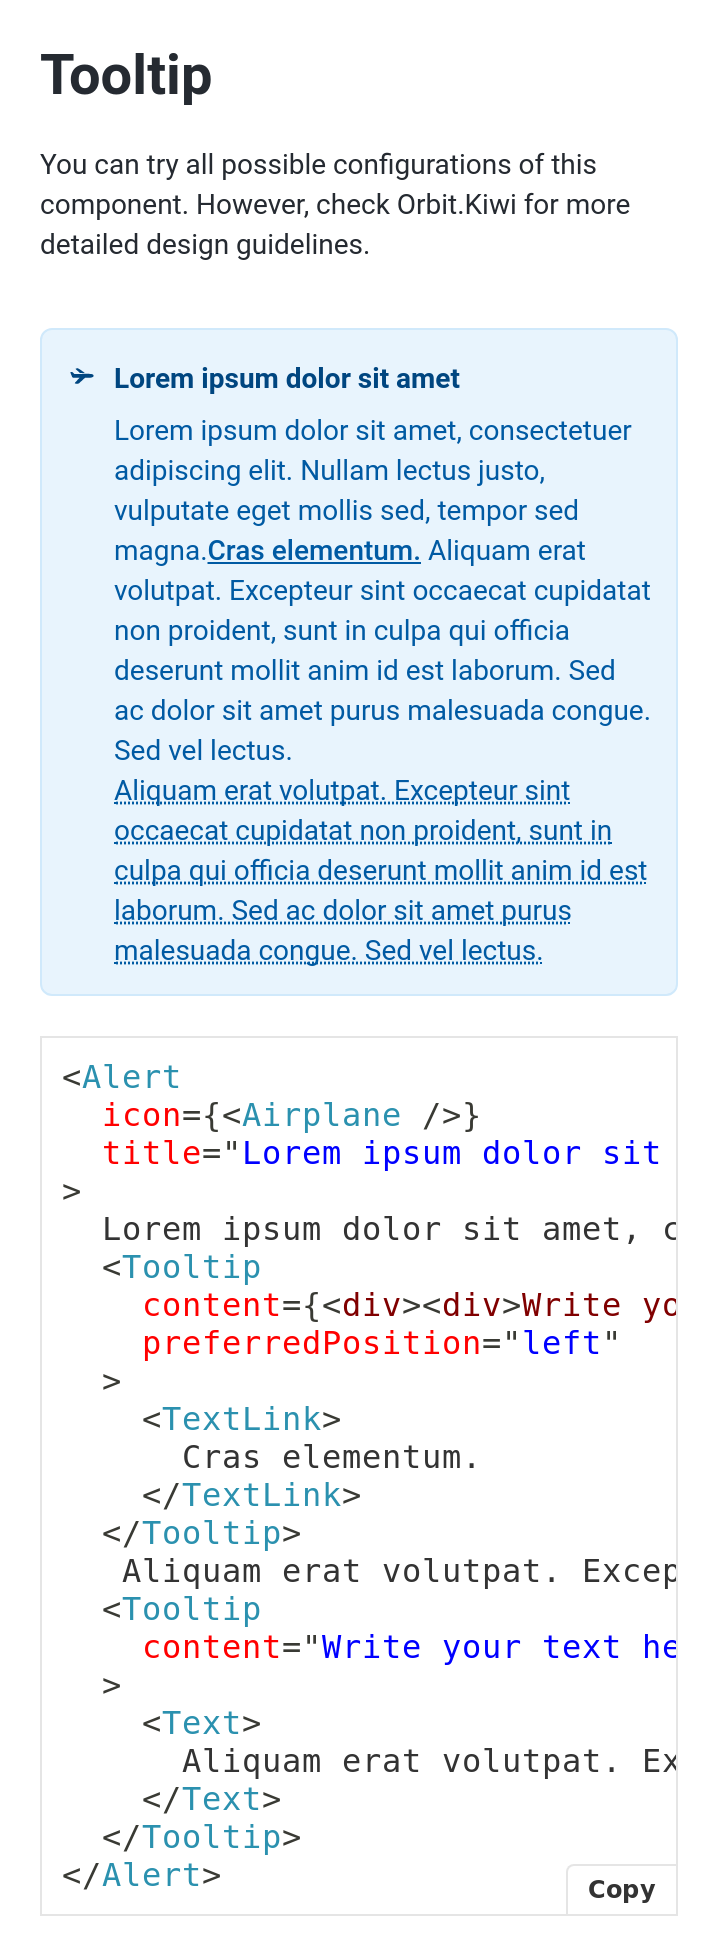 Tooltip
You can try all possible configurations of this
component. However, check Orbit.Kiwi for more
detailed design guidelines.
Lorem ipsum dolor sit amet
Lorem ipsum dolor sit amet, consectetuer
adipiscing elit. Nullam lectus justo,
vulputate eget mollis sed, tempor sed
magna.Cras elementum. Aliquam erat
volutpat. Excepteur sint occaecat cupidatat
non proident, sunt in culpa qui officia
deserunt mollit anim id est laborum. Sed
ac dolor sit amet purus malesuada congue.
Sed vel lectus.
Aliquam erat volutpat. Excepteur sint
occaecat cupidatat non proident, sunt in
culpa qui officia deserunt mollit anim id est
laborum. Sed ac dolor sit amet purus
malesuada congue. Sed vel lectus.
<Alert
  icon={<Airplane />}
  title="Lorem ipsum dolor sit
>
  Lorem ipsum dolor sit amet, c
  <Tooltip
    content={<div><div>Write yo
    preferredPosition="left"
  >
    <TextLink>
      Cras elementum.
    </TextLink>
  </Tooltip>
   Aliquam erat volutpat. Excep
  <Tooltip
    content="Write your text he
  >
    <Text>
      Aliquam erat volutpat. Ex
    </Text>
  </Tooltip>
</Alert>
Copy